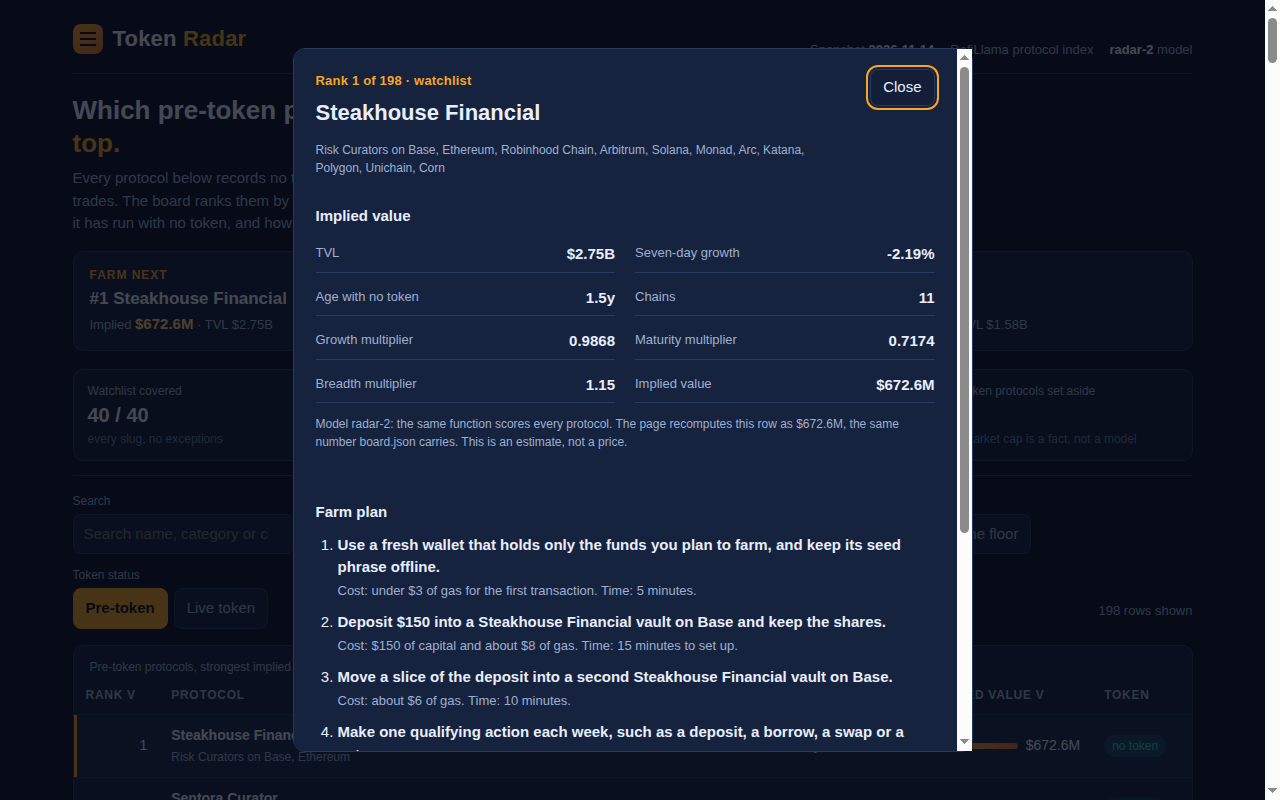 Token Radar
Llama protocol index radar-2 model
Which pre-token
top.
Every protocol below records no
trades. The board ranks them by
it has run with no token, and how
FARM NEXT
#1 Steakhouse Financial
Implied $672.6M · TVL $2.75B
$1.58B
Watchlist covered
40 / 40
every slug, no exceptions
protocols set aside
cap is a fact, not a model
Search
Search name, category or c
floor
Token status
Pre-token
Live token
198 rows shown
Pre-token protocols, strongest implied
RANK V PROTOCOL VALUE V TOKEN
1 Steakhouse $672.6M no token
Risk Curators on Base, Ethereum
Sentora Curator
Rank 1 of 198 · watchlist
Close
Steakhouse Financial
Risk Curators on Base, Ethereum, Robinhood Chain, Arbitrum, Solana, Monad, Arc, Katana,
Polygon, Unichain, Corn
Implied value
TVL $2.75B Seven-day growth -2.19%
Age with no token 1.5y Chains 11
Growth multiplier 0.9868 Maturity multiplier 0.7174
Breadth multiplier 1.15 Implied value $672.6M
Model radar-2: the same function scores every protocol. The page recomputes this row as $672.6M, the same
number board.json carries. This is an estimate, not a price.
Farm plan
1. Use a fresh wallet that holds only the funds you plan to farm, and keep its seed
phrase offline.
Cost: under $3 of gas for the first transaction. Time: 5 minutes.
2. Deposit $150 into a Steakhouse Financial vault on Base and keep the shares.
Cost: $150 of capital and about $8 of gas. Time: 15 minutes to set up.
3. Move a slice of the deposit into a second Steakhouse Financial vault on Base.
Cost: about $6 of gas. Time: 10 minutes.
4. Make one qualifying action each week, such as a deposit, a borrow, a swap or a